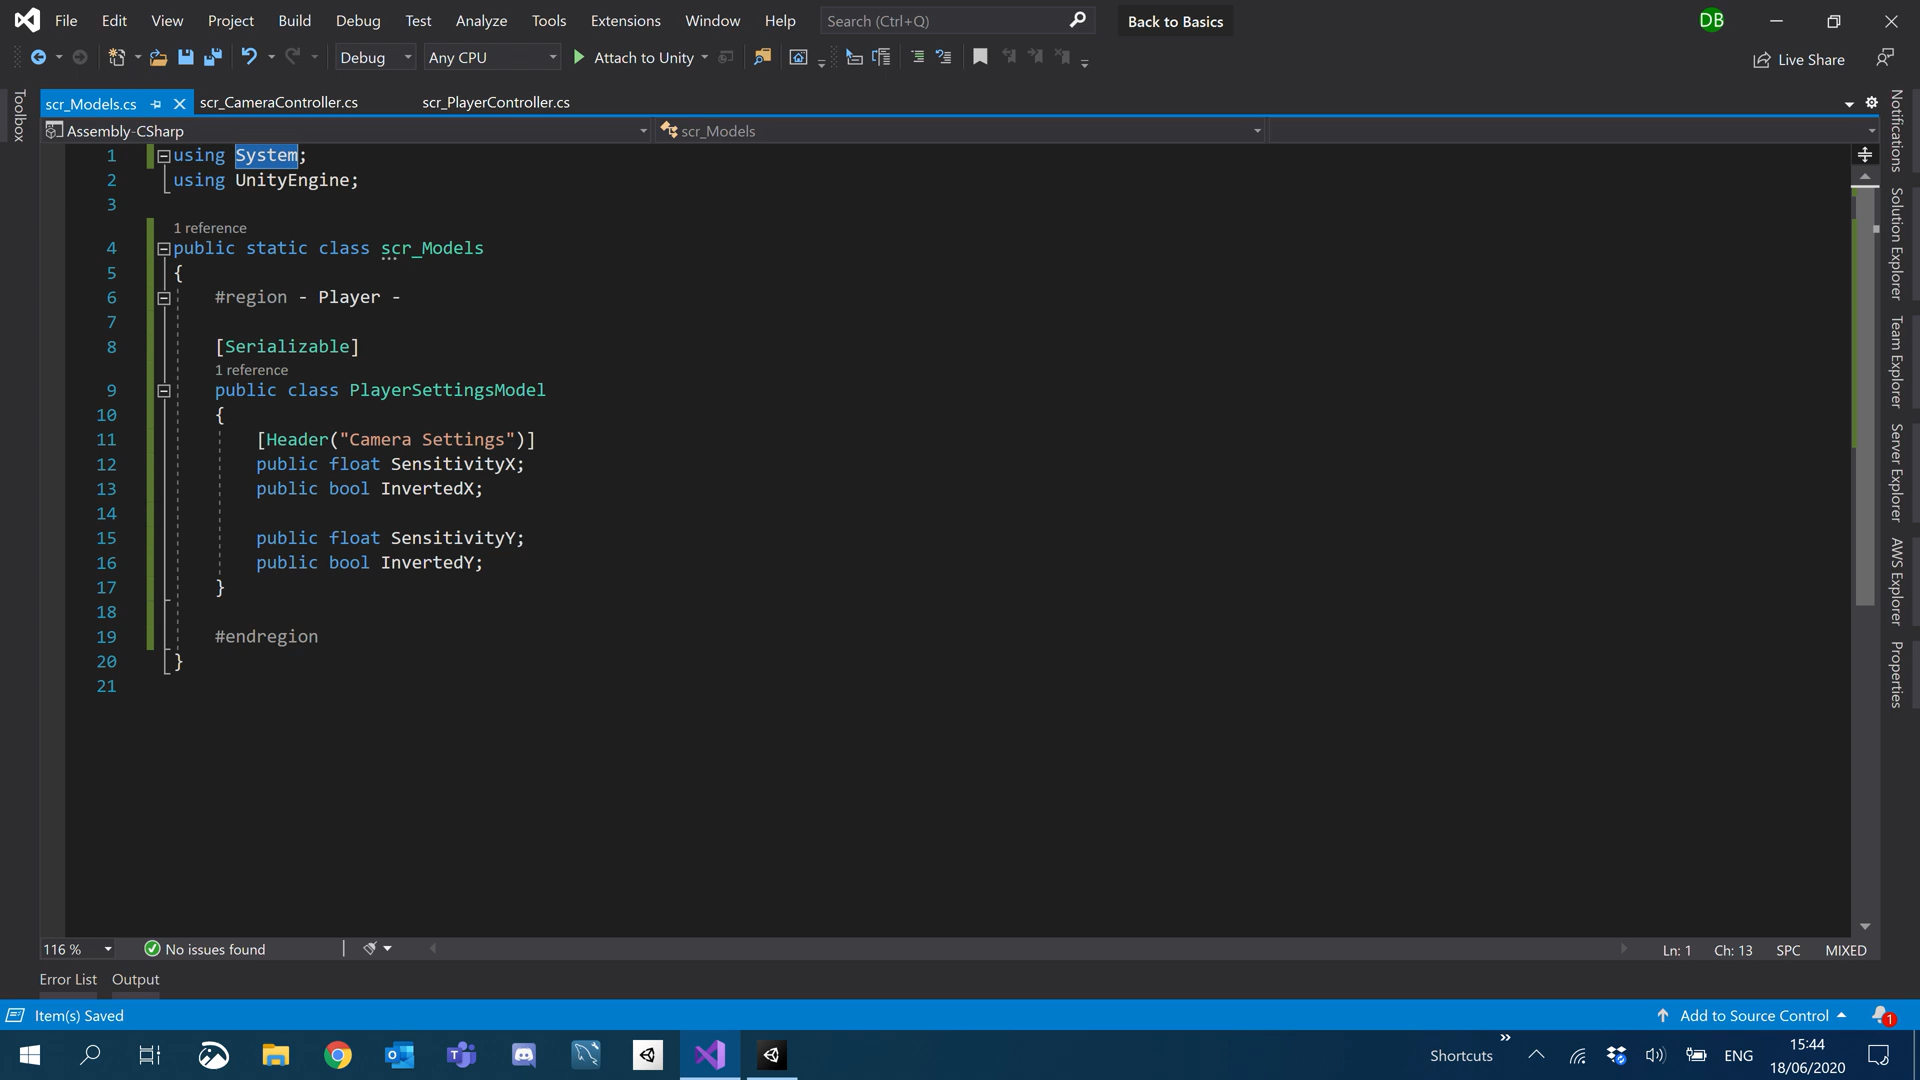 File Edit View Project Build Debug Test Analyze Tools Extensions Window Help Search (Ctrl+Q) Back to Basics DB
Debug Any CPU Attach to Unity Live Share
Toolbox
scr_Models.cs scr_CameraController.cs scr_PlayerController.cs
Assembly-CSharp scr_Models
1 using System;
2 using UnityEngine;
3
1 reference
4 public static class scr_Models
5 {
6 #region - Player -
7
8 [Serializable]
1 reference
9 public class PlayerSettingsModel
10 {
11 [Header("Camera Settings")]
12 public float SensitivityX;
13 public bool InvertedX;
14
15 public float SensitivityY;
16 public bool InvertedY;
17 }
18
19 #endregion
20 }
21
Notifications
Solution Explorer
Team Explorer
Server Explorer
AWS Explorer
Properties
116 % No issues found Ln: 1 Ch: 13 SPC MIXED
Error List Output
Item(s) Saved Add to Source Control 1
Shortcuts ENG 15:44
18/06/2020